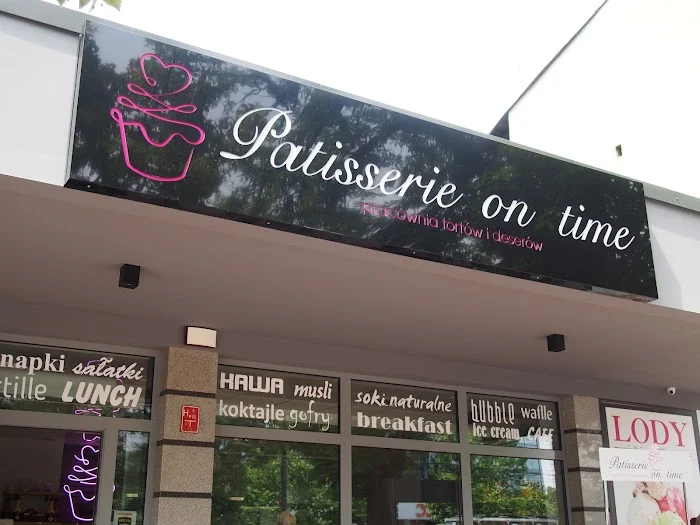 Patisserie on time
pracownia tortów i deserów
napki sałatki
tille LUNCH
KAWA musli
koktajle gofry
soki naturalne
breakfast
bubble waffle
ice cream CAFE
LODY
Patisserie
on time